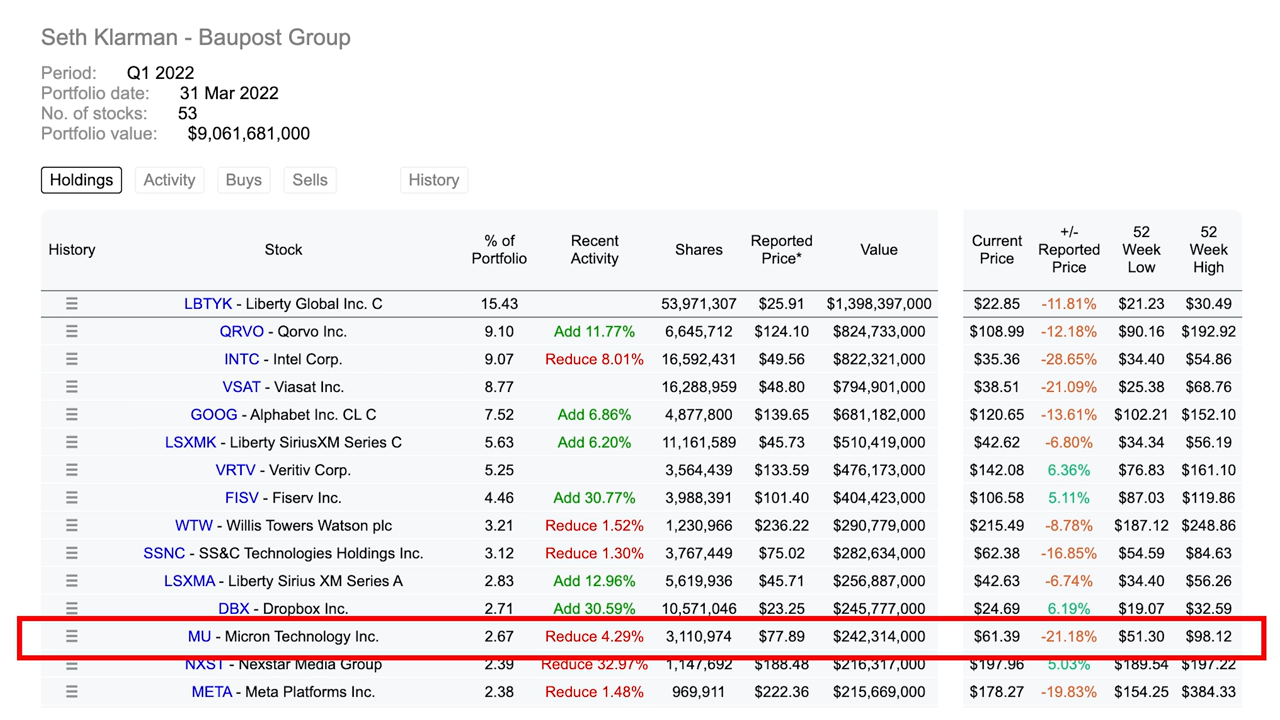 Seth Klarman - Baupost Group
Period: Q1 2022
Portfolio date: 31 Mar 2022
No. of stocks: 53
Portfolio value: $9,061,681,000
Holdings Activity Buys Sells History
History Stock % of Portfolio Recent Activity Shares Reported Price* Value Current Price +/- Reported Price 52 Week Low 52 Week High
LBTYK - Liberty Global Inc. C 15.43 53,971,307 $25.91 $1,398,397,000 $22.85 -11.81% $21.23 $30.49
QRVO - Qorvo Inc. 9.10 Add 11.77% 6,645,712 $124.10 $824,733,000 $108.99 -12.18% $90.16 $192.92
INTC - Intel Corp. 9.07 Reduce 8.01% 16,592,431 $49.56 $822,321,000 $35.36 -28.65% $34.40 $54.86
VSAT - Viasat Inc. 8.77 16,288,959 $48.80 $794,901,000 $38.51 -21.09% $25.38 $68.76
GOOG - Alphabet Inc. CL C 7.52 Add 6.86% 4,877,800 $139.65 $681,182,000 $120.65 -13.61% $102.21 $152.10
LSXMK - Liberty SiriusXM Series C 5.63 Add 6.20% 11,161,589 $45.73 $510,419,000 $42.62 -6.80% $34.34 $56.19
VRTV - Veritiv Corp. 5.25 3,564,439 $133.59 $476,173,000 $142.08 6.36% $76.83 $161.10
FISV - Fiserv Inc. 4.46 Add 30.77% 3,988,391 $101.40 $404,423,000 $106.58 5.11% $87.03 $119.86
WTW - Willis Towers Watson plc 3.21 Reduce 1.52% 1,230,966 $236.22 $290,779,000 $215.49 -8.78% $187.12 $248.86
SSNC - SS&C Technologies Holdings Inc. 3.12 Reduce 1.30% 3,767,449 $75.02 $282,634,000 $62.38 -16.85% $54.59 $84.63
LSXMA - Liberty Sirius XM Series A 2.83 Add 12.96% 5,619,936 $45.71 $256,887,000 $42.63 -6.74% $34.40 $56.26
DBX - Dropbox Inc. 2.71 Add 30.59% 10,571,046 $23.25 $245,777,000 $24.69 6.19% $19.07 $32.59
MU - Micron Technology Inc. 2.67 Reduce 4.29% 3,110,974 $77.89 $242,314,000 $61.39 -21.18% $51.30 $98.12
NXST - Nexstar Media Group 2.39 Reduce 32.97% 1,147,692 $188.48 $216,317,000 $197.96 5.03% $189.54 $197.22
META - Meta Platforms Inc. 2.38 Reduce 1.48% 969,911 $222.36 $215,669,000 $178.27 -19.83% $154.25 $384.33